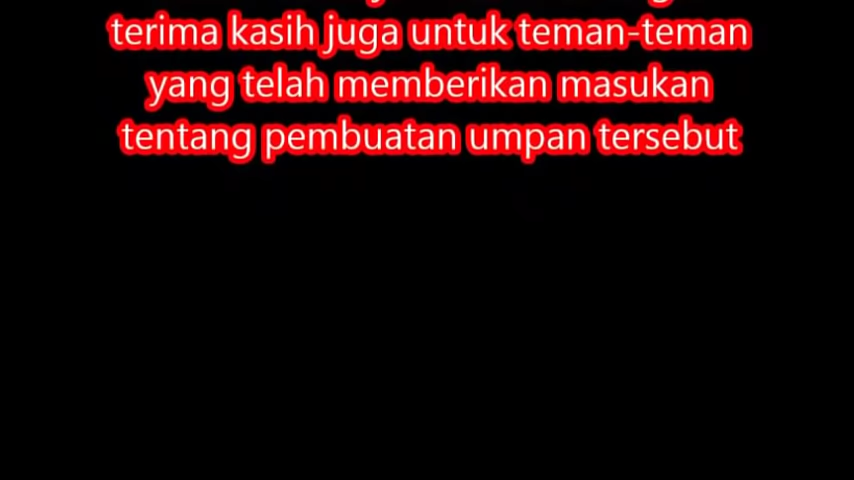 terima kasih juga untuk teman-teman
yang telah memberikan masukan
tentang pembuatan umpan tersebut